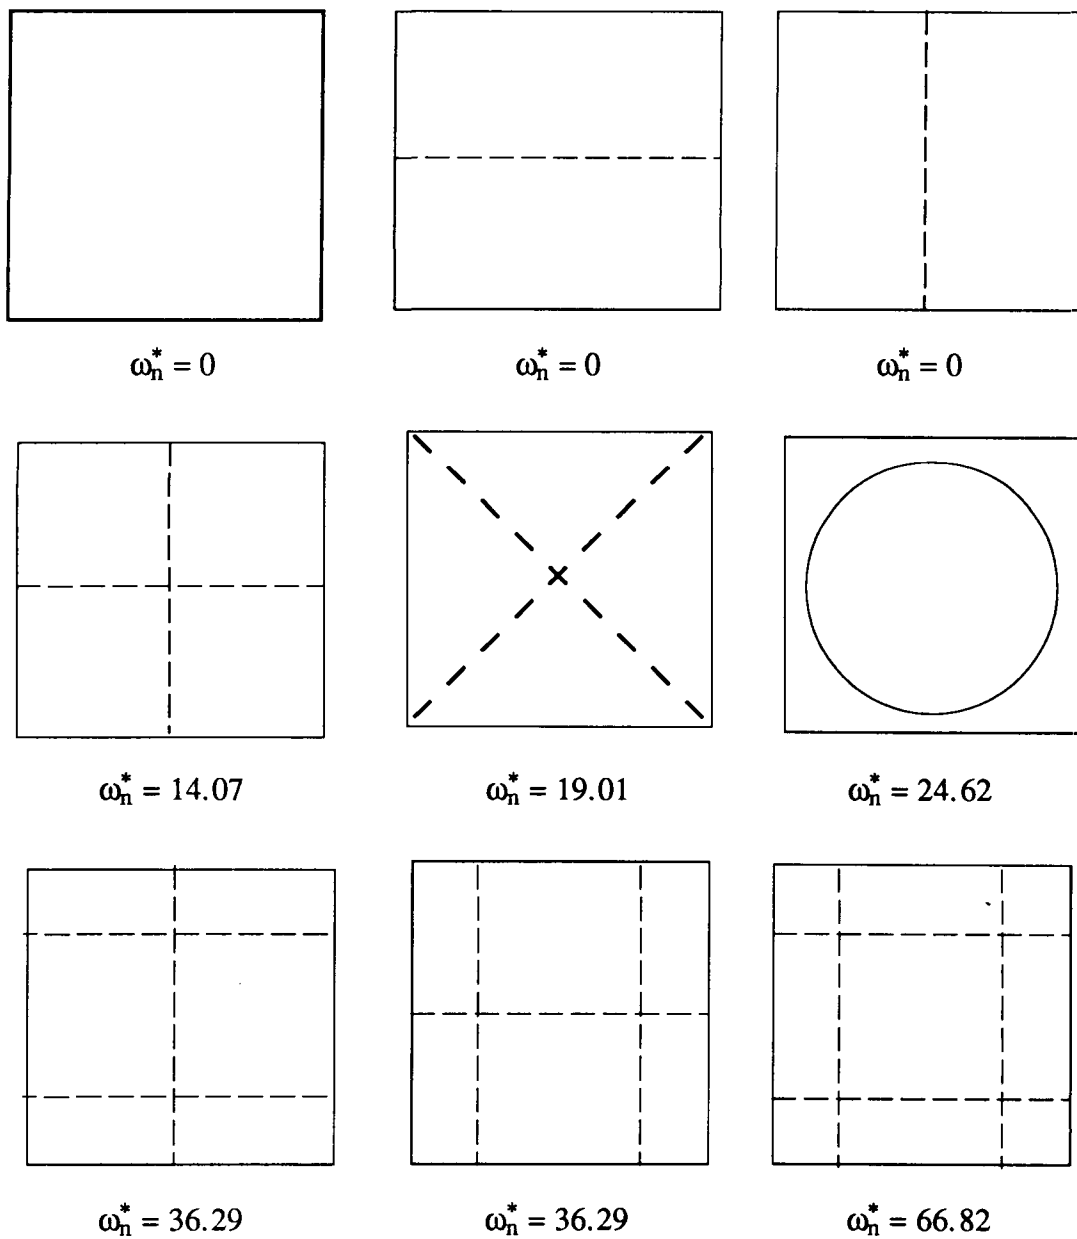 ω*ₙ = 0
ω*ₙ = 0
ω*ₙ = 0
ω*ₙ = 14.07
ω*ₙ = 19.01
ω*ₙ = 24.62
ω*ₙ = 36.29
ω*ₙ = 36.29
ω*ₙ = 66.82